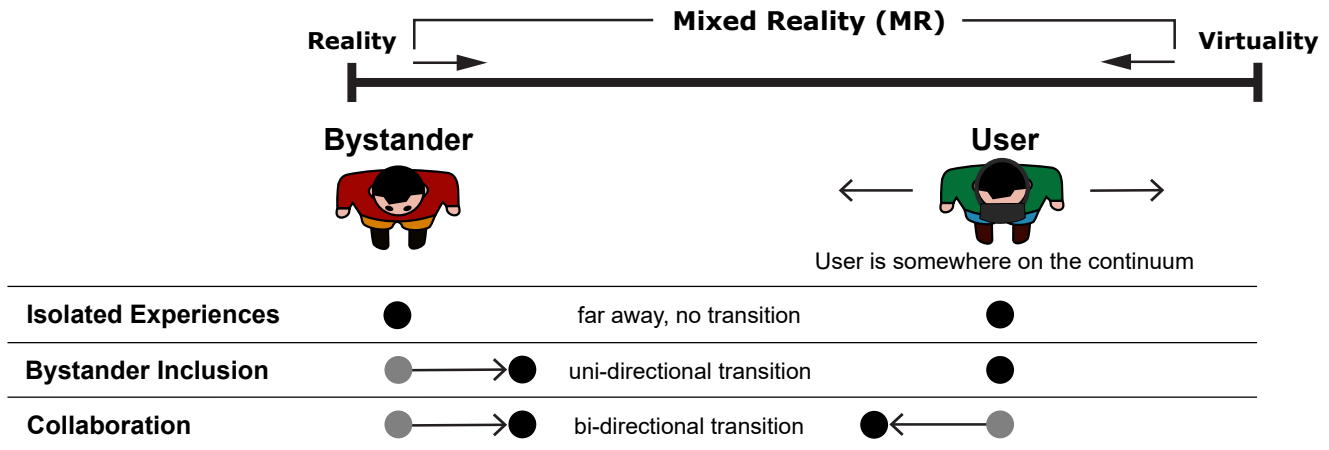 Mixed Reality (MR)
Reality
Virtuality
Bystander
User
User is somewhere on the continuum
Isolated Experiences
far away, no transition
Bystander Inclusion
uni-directional transition
Collaboration
bi-directional transition